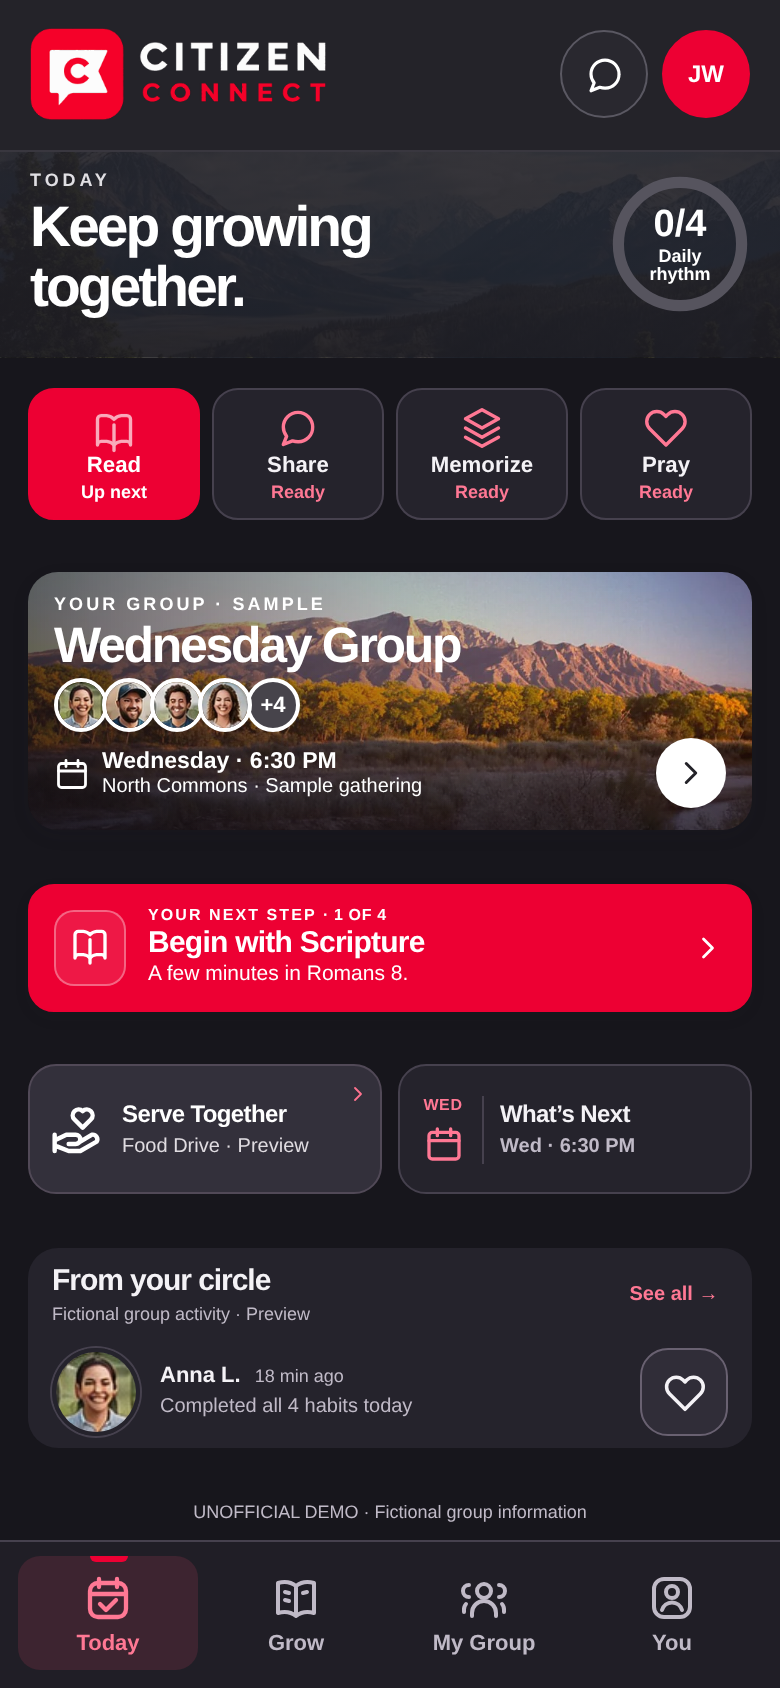 CITIZEN
CONNECT
JW
TODAY
Keep growing
together.
0/4
Daily
rhythm
Read
Up next
Share
Ready
Memorize
Ready
Pray
Ready
YOUR GROUP · SAMPLE
Wednesday Group
+4
Wednesday · 6:30 PM
North Commons · Sample gathering
YOUR NEXT STEP · 1 OF 4
Begin with Scripture
A few minutes in Romans 8.
Serve Together
Food Drive · Preview
WED
What’s Next
Wed · 6:30 PM
From your circle
Fictional group activity · Preview
See all →
Anna L. 18 min ago
Completed all 4 habits today
UNOFFICIAL DEMO · Fictional group information
Today
Grow
My Group
You